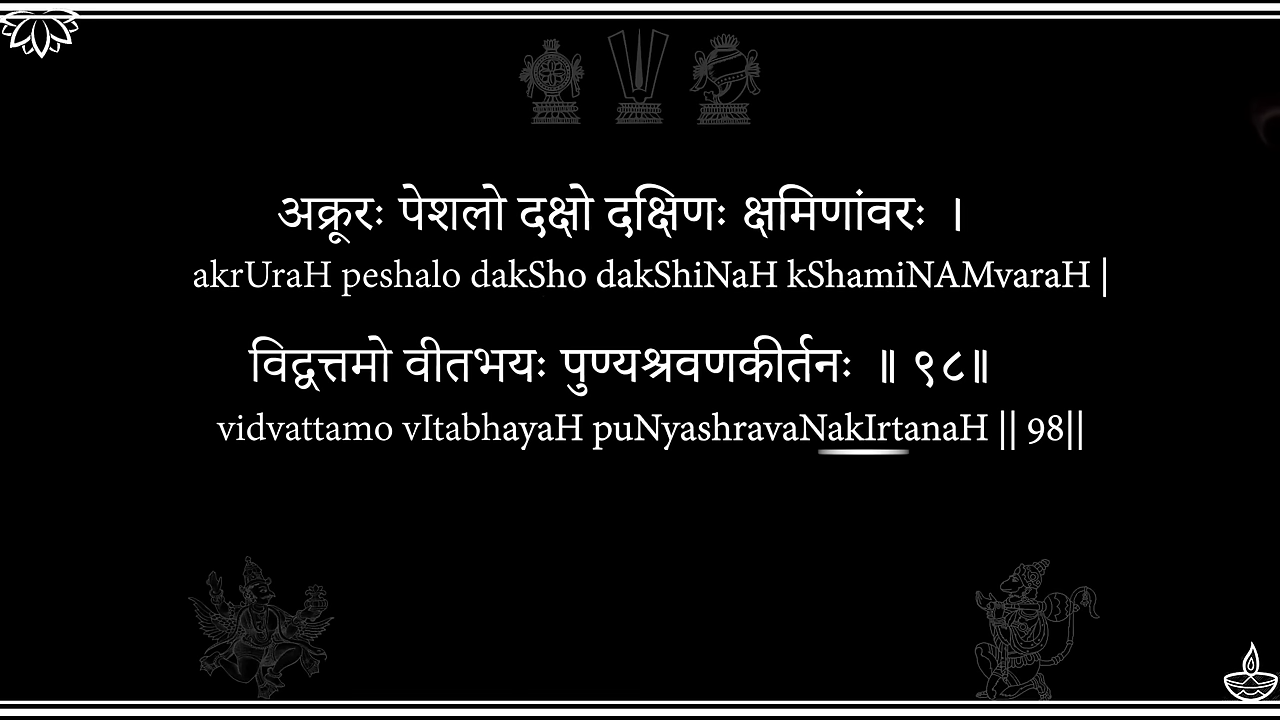 अक्रूरः पेशलो दक्षो दक्षिणः क्षमिणांवरः ।
akrUraH peshalo dakSho dakShiNaH kShamiNAMvaraH |
विद्वत्तमो वीतभयः पुण्यश्रवणकीर्तनः ॥ ९८॥
vidvattamo vItabhayaH puNyashravaNakIrtanaH || 98||